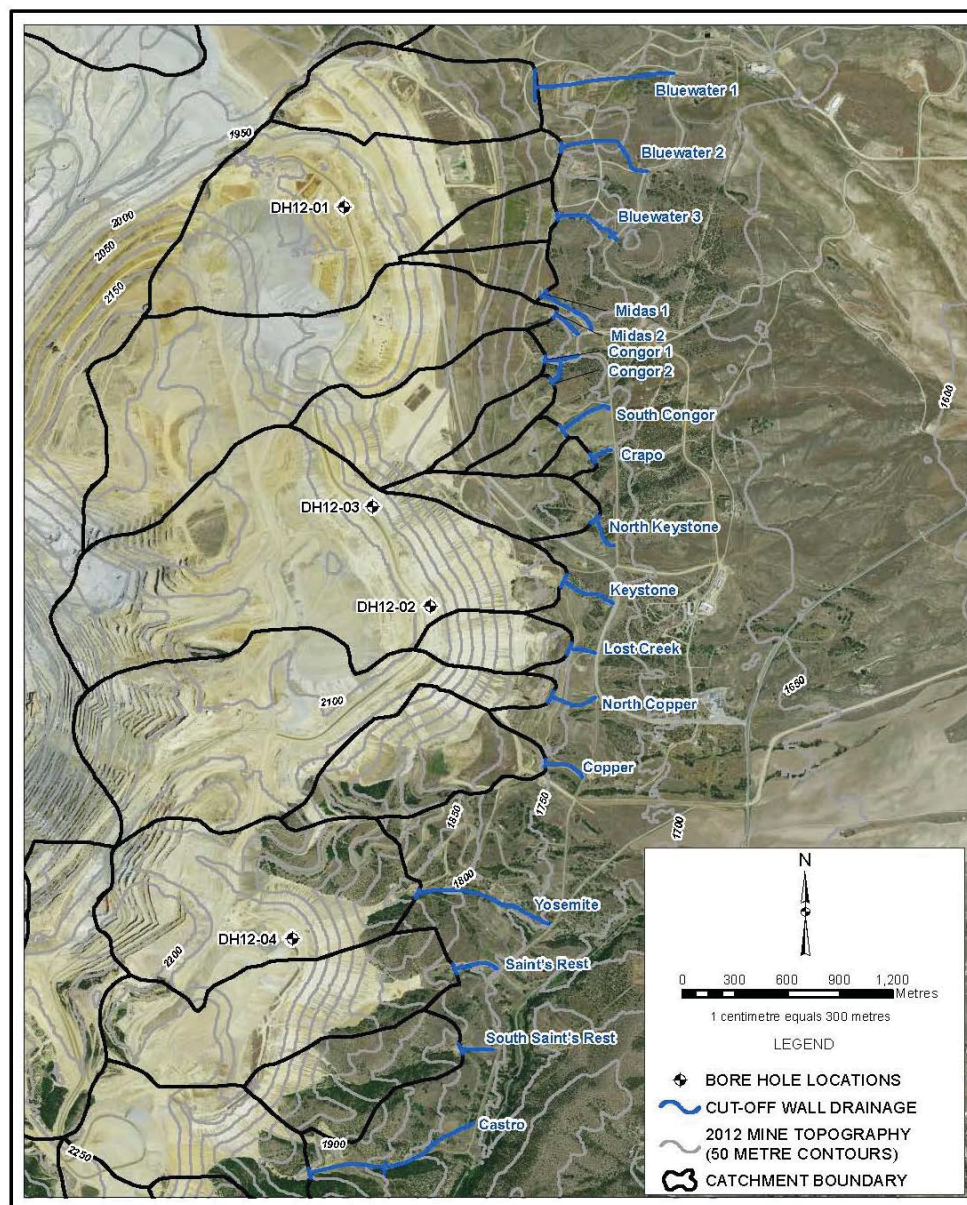 Bluewater 1
1950
Bluewater 2
DH12-01
2000
Bluewater 3
2050
2150
Midas 1
Midas 2
Congor 1
Congor 2
1600
South Congor
Crapo
DH12-03
North Keystone
Keystone
DH12-02
Lost Creek
1650
2100
North Copper
Copper
1850
1750
1700
1800
Yosemite
DH12-04
2200
Saint's Rest
South Saint's Rest
Castro
1900
2250
N
0 300 600 900 1,200
Metres
1 centimetre equals 300 metres
LEGEND
BORE HOLE LOCATIONS
CUT-OFF WALL DRAINAGE
2012 MINE TOPOGRAPHY
(50 METRE CONTOURS)
CATCHMENT BOUNDARY